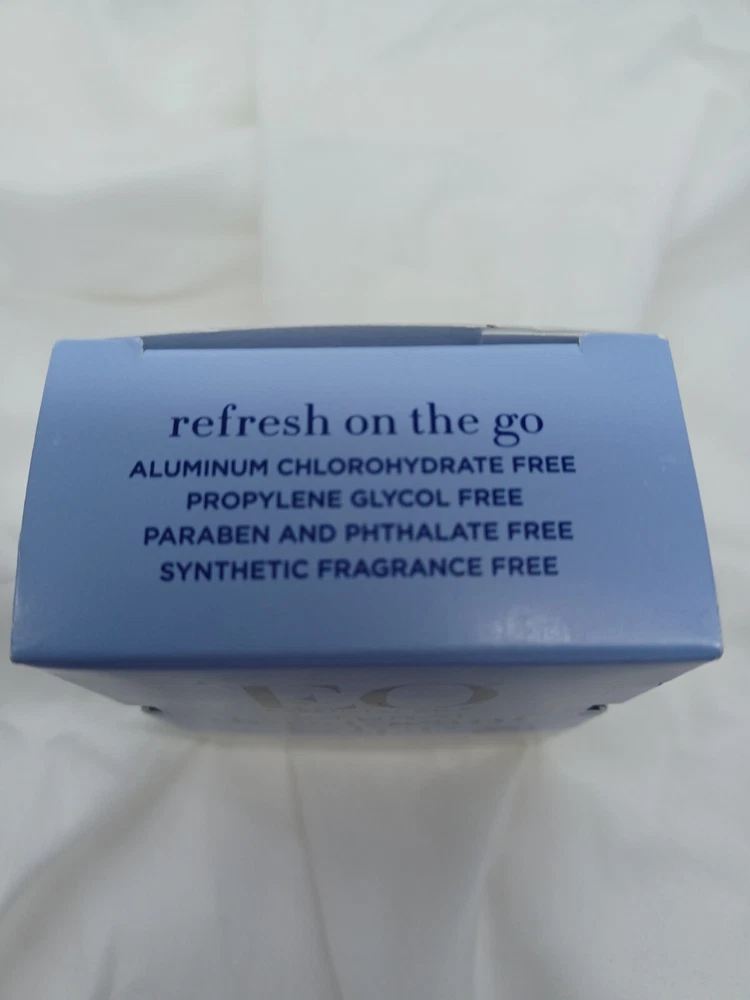 refresh on the go
ALUMINUM CHLOROHYDRATE FREE
PROPYLENE GLYCOL FREE
PARABEN AND PHTHALATE FREE
SYNTHETIC FRAGRANCE FREE
EO